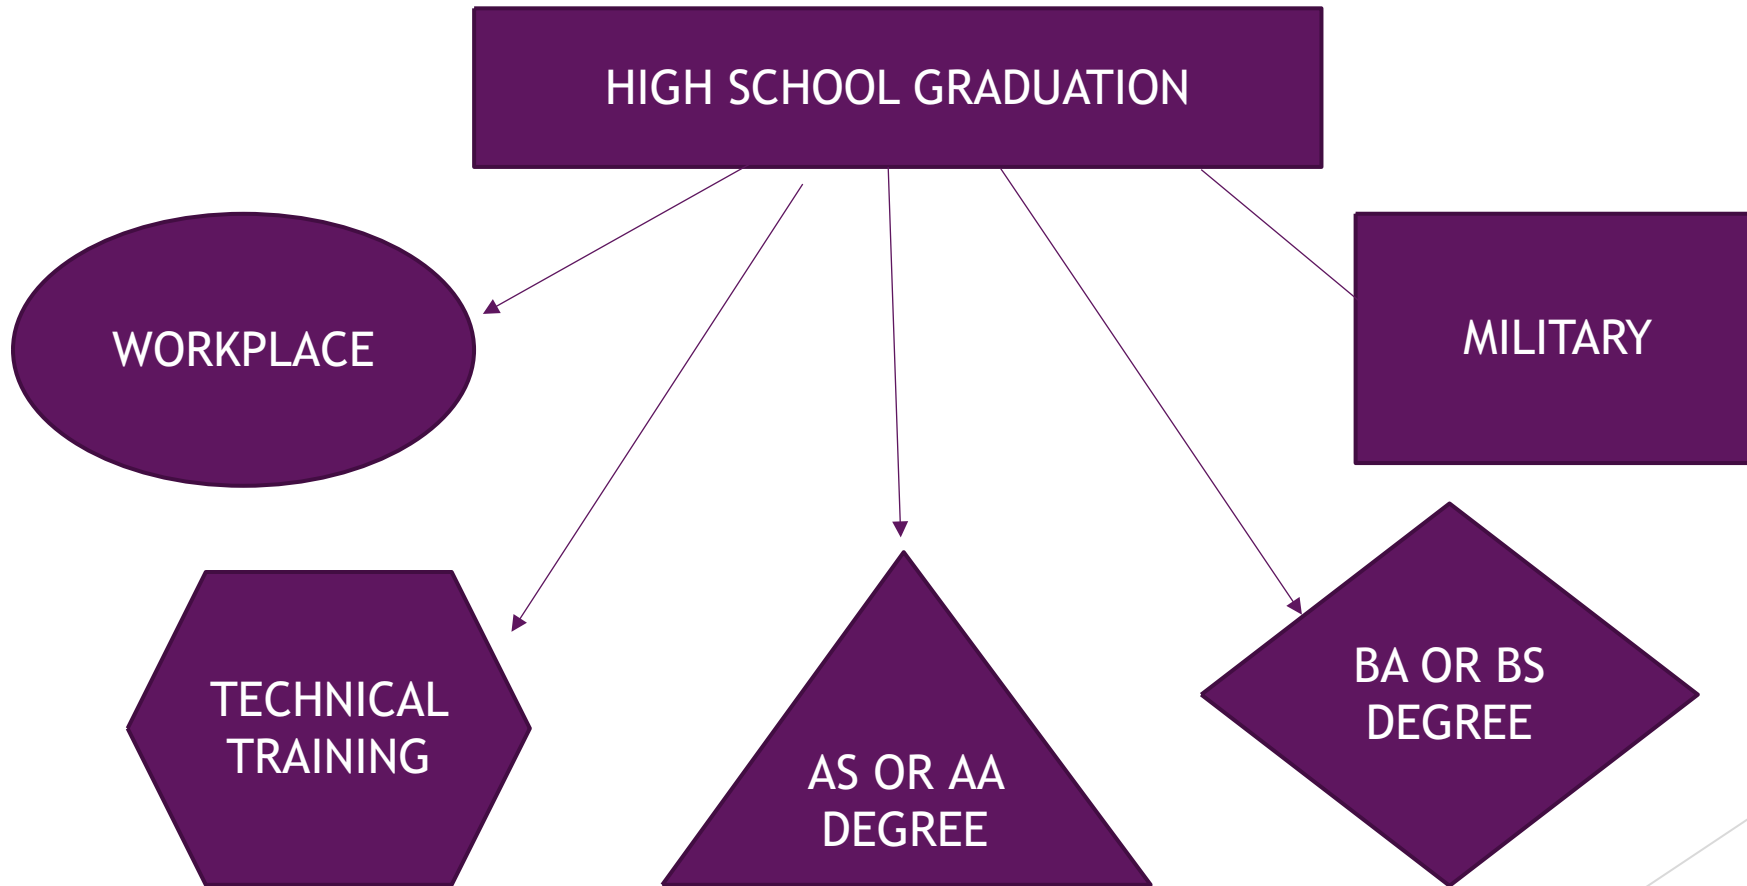 HIGH SCHOOL GRADUATION
WORKPLACE
MILITARY
TECHNICAL
TRAINING
AS OR AA
DEGREE
BA OR BS
DEGREE